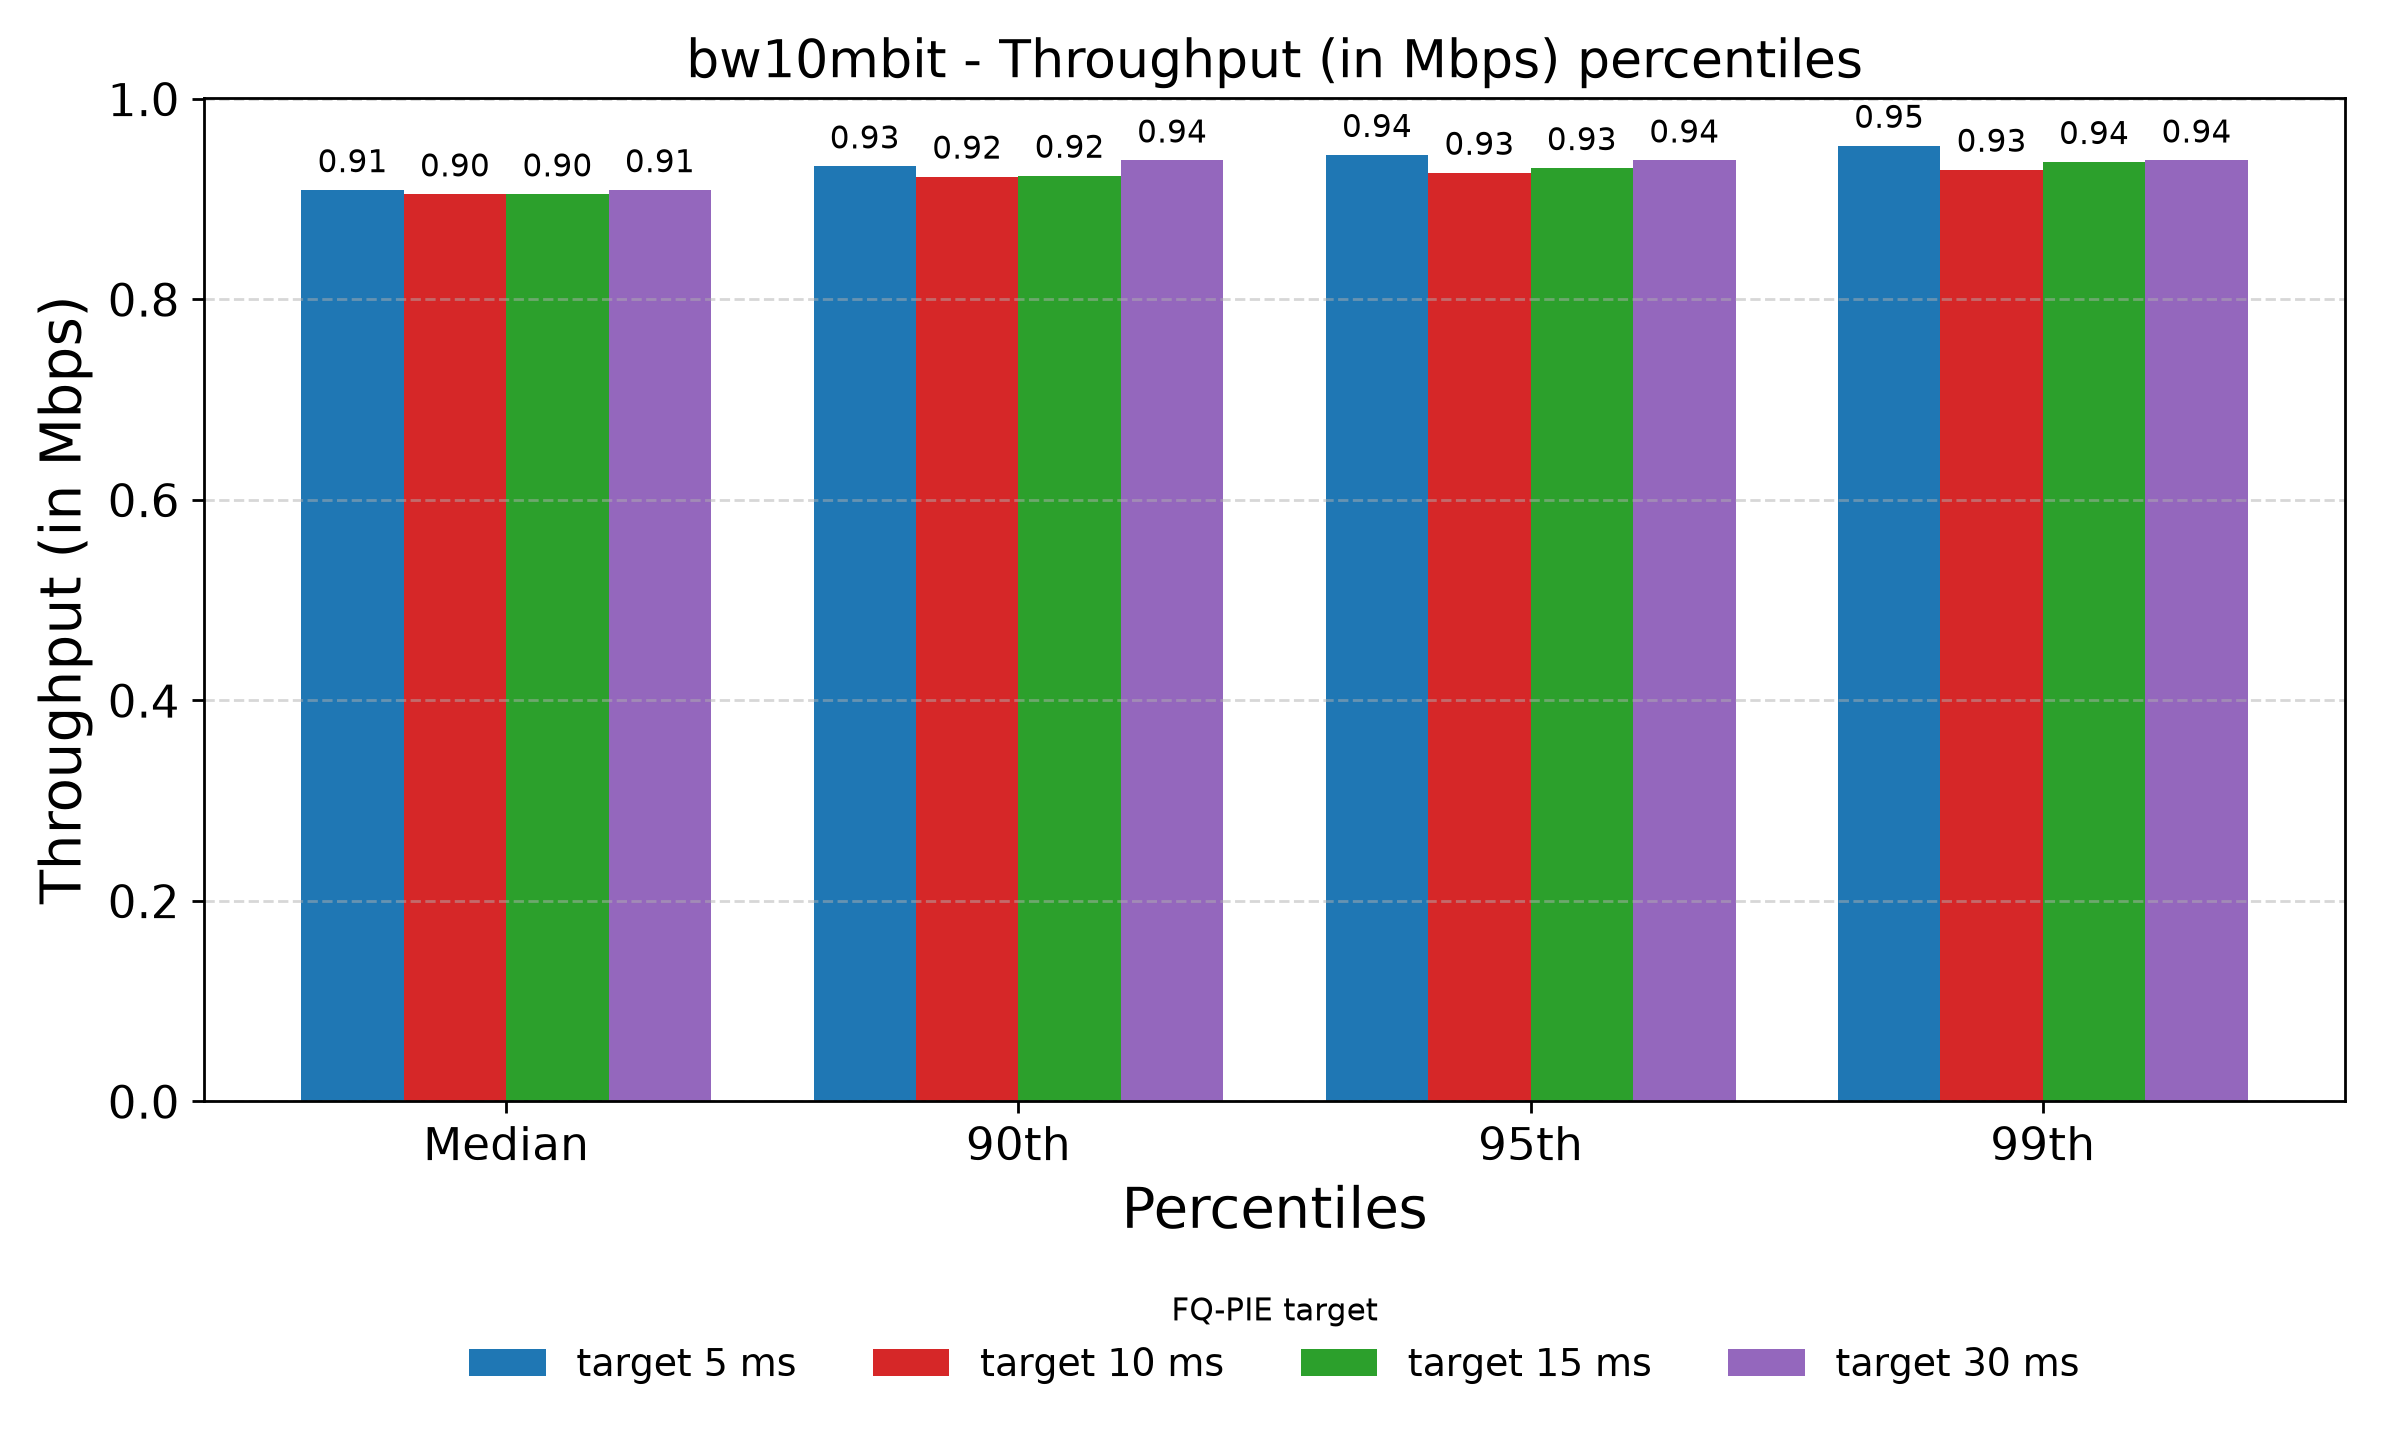 bw10mbit - Throughput (in Mbps) percentiles
Throughput (in Mbps)
1.0
0.8
0.6
0.4
0.2
0.0
0.91 0.90 0.90 0.91
0.93 0.92 0.92 0.94
0.94 0.93 0.93 0.94
0.95 0.93 0.94 0.94
Median 90th 95th 99th
Percentiles
FQ-PIE target
target 5 ms target 10 ms target 15 ms target 30 ms